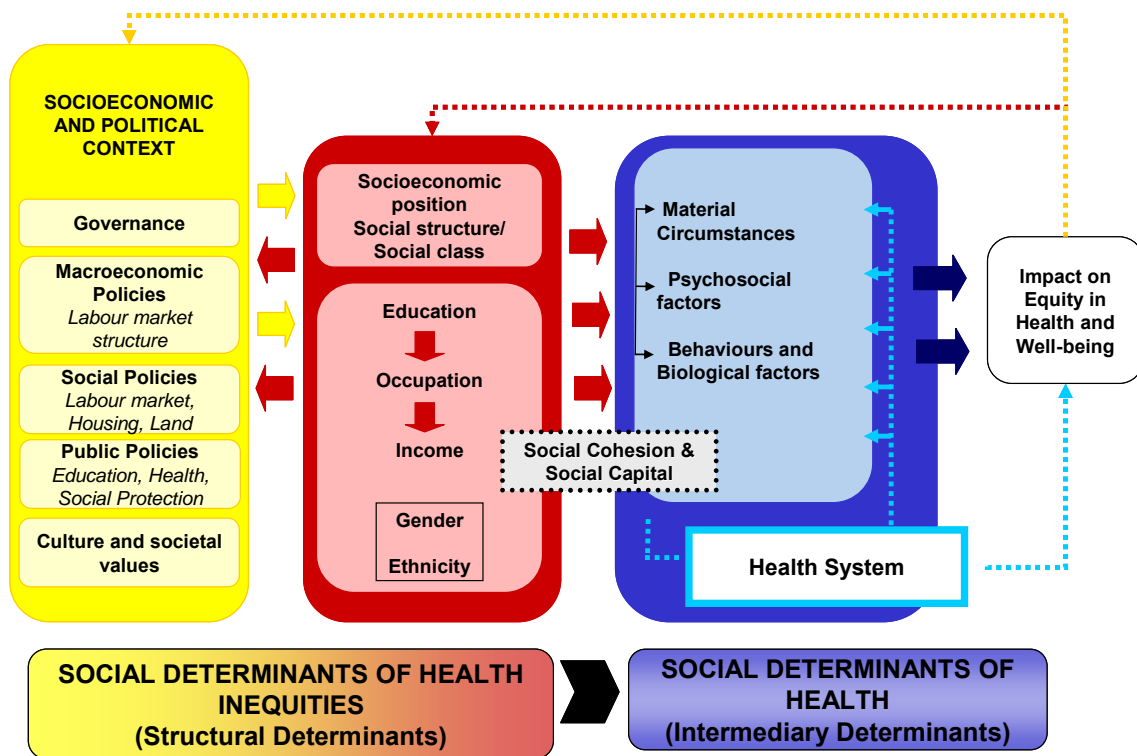 SOCIOECONOMIC
AND POLITICAL
CONTEXT
Governance
Macroeconomic
Policies
Labour market
structure
Social Policies
Labour market,
Housing, Land
Public Policies
Education, Health,
Social Protection
Culture and societal
values
Socioeconomic
position
Social structure/
Social class
Education
Occupation
Income
Gender
Ethnicity
Social Cohesion &
Social Capital
Material
Circumstances
Psychosocial
factors
Behaviours and
Biological factors
Health System
Impact on
Equity in
Health and
Well-being
SOCIAL DETERMINANTS OF HEALTH
INEQUITIES
(Structural Determinants)
SOCIAL DETERMINANTS OF
HEALTH
(Intermediary Determinants)